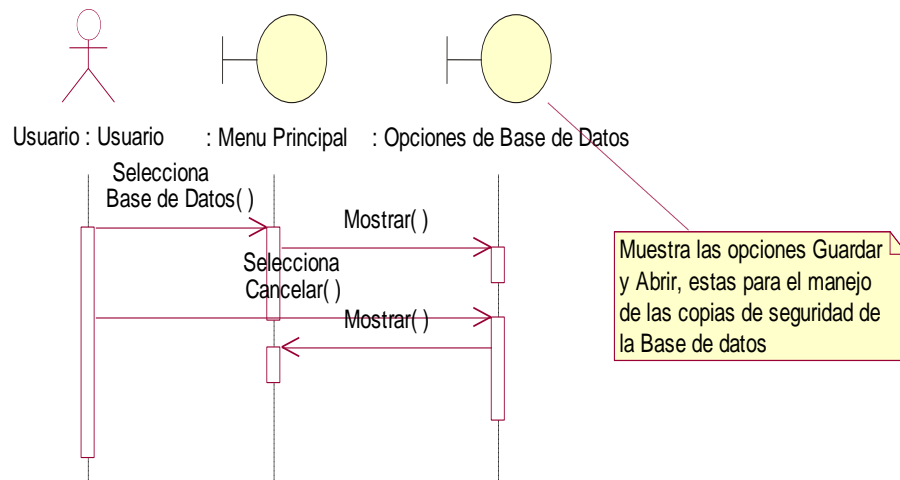 Usuario : Usuario
: Menu Principal
: Opciones de Base de Datos
Selecciona
Base de Datos( )
Mostrar( )
Selecciona
Cancelar( )
Mostrar( )
Muestra las opciones Guardar
y Abrir, estas para el manejo
de las copias de seguridad de
la Base de datos